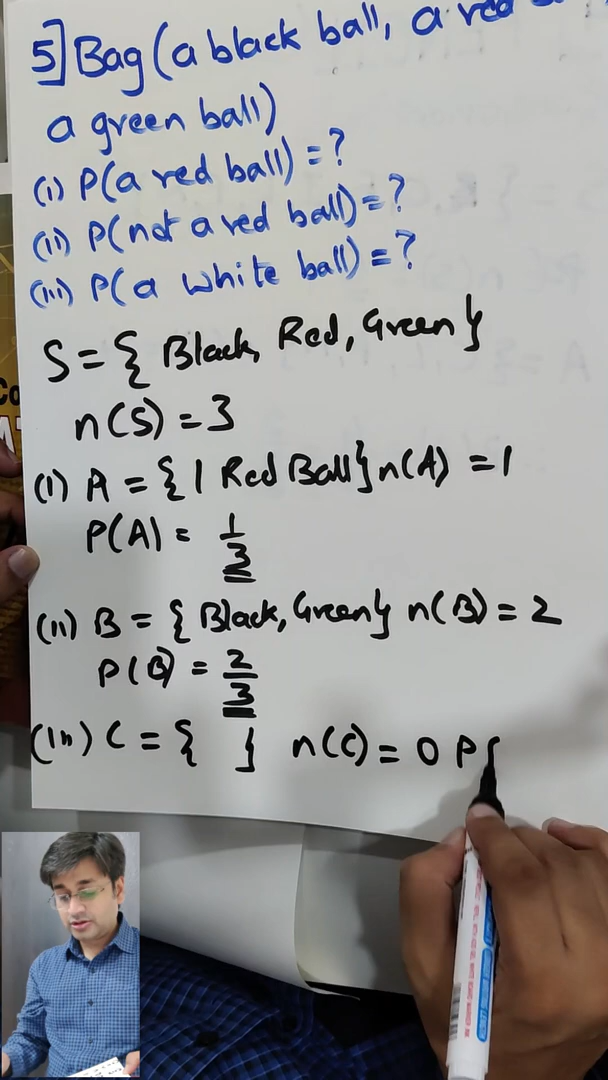 5] Bag (a black ball, a red
a green ball)
(i) P(a red ball) = ?
(ii) P(not a red ball) = ?
(iii) P(a white ball) = ?
S = { Black, Red, Green }
n(S) = 3
(i) A = { 1 Red Ball } n(A) = 1
P(A) = 1/3
(ii) B = { Black, Green } n(B) = 2
P(B) = 2/3
(iii) C = { } n(C) = 0 P(